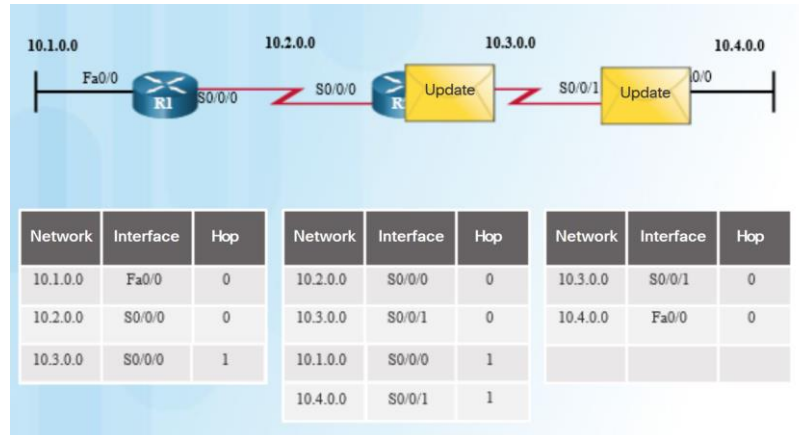 10.1.0.0 10.2.0.0 10.3.0.0 10.4.0.0
Fa0/0 R1 S0/0/0 S0/0/0 R Update S0/0/1 Update 0/0
Network Interface Hop
10.1.0.0 Fa0/0 0
10.2.0.0 S0/0/0 0
10.3.0.0 S0/0/0 1
Network Interface Hop
10.2.0.0 S0/0/0 0
10.3.0.0 S0/0/1 0
10.1.0.0 S0/0/0 1
10.4.0.0 S0/0/1 1
Network Interface Hop
10.3.0.0 S0/0/1 0
10.4.0.0 Fa0/0 0